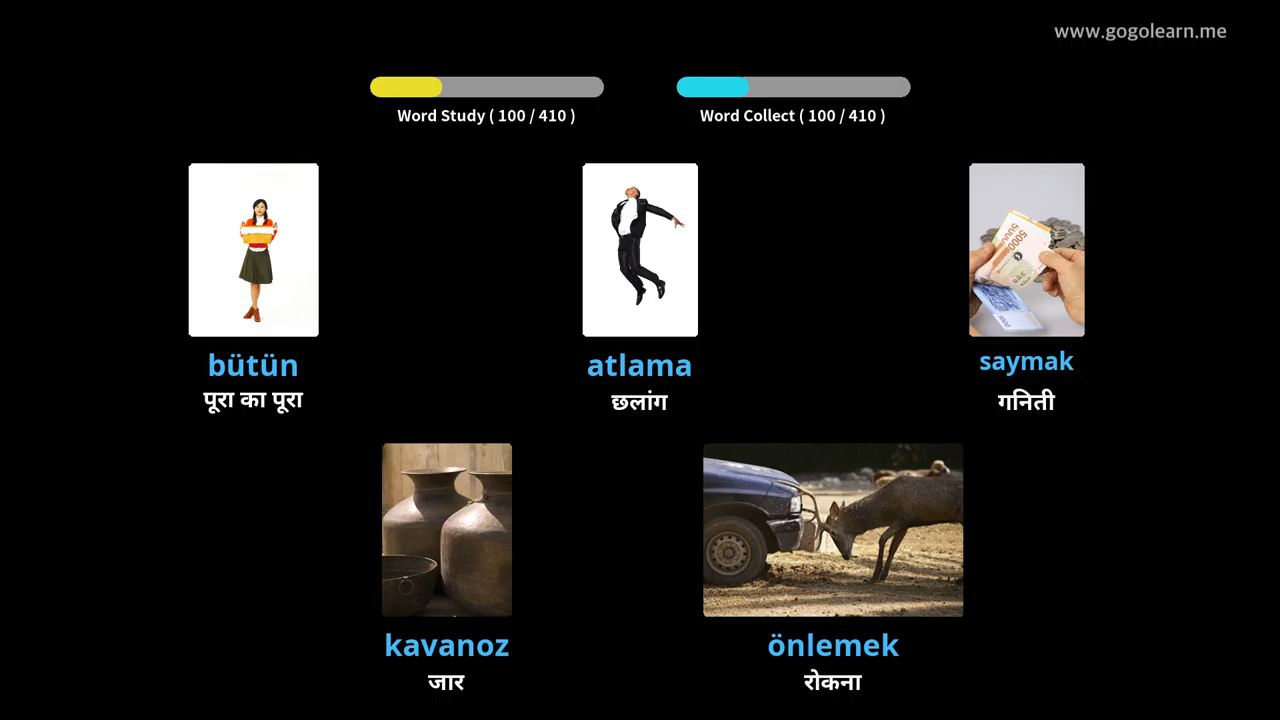 www.gogolearn.me
Word Study ( 100 / 410 )
Word Collect ( 100 / 410 )
bütün
पूरा का पूरा
atlama
छलांग
saymak
गनिती
kavanoz
जार
önlemek
रोकना